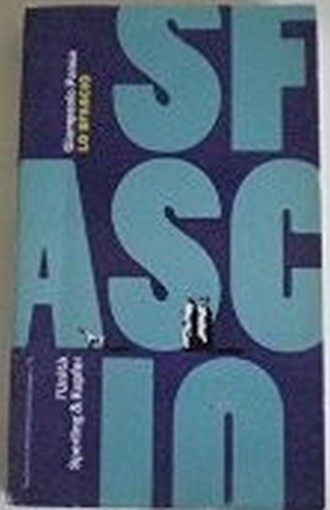 SF
ASC
IO
Giampaolo Pansa
LO SFASCIO
l'Unità
Sperling & Kupfer